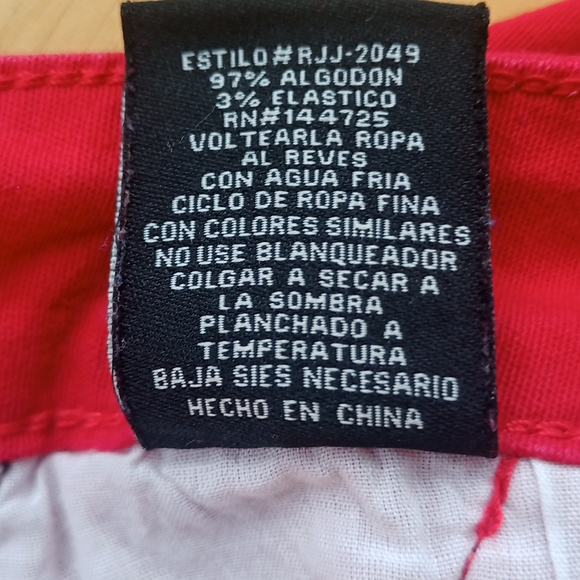 ESTILO#RJJ-2049
97% ALGODON
3% ELASTICO
RN#144725
VOLTEARLA ROPA
AL REVES
CON AGUA FRIA
CICLO DE ROPA FINA
CON COLORES SIMILARES
NO USE BLANQUEADOR
COLGAR A SECAR A
LA SOMBRA
PLANCHADO A
TEMPERATURA
BAJA SIES NECESARIO
HECHO EN CHINA